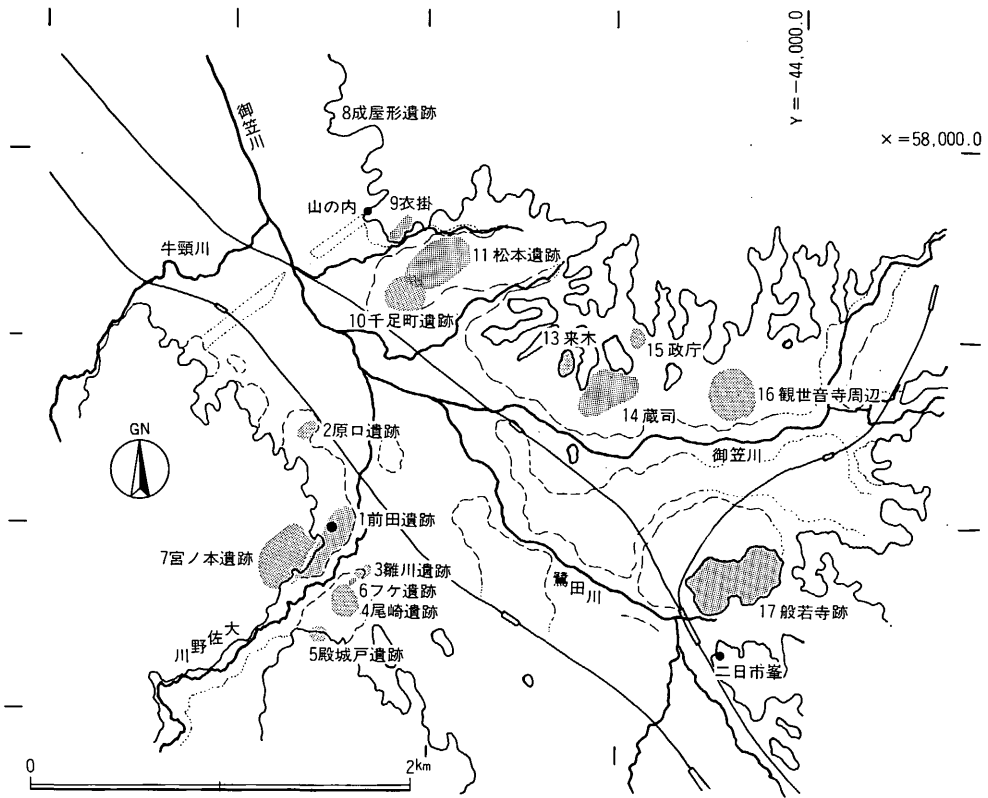 Y=-44,000.0
×=58,000.0
御笠川
8成屋形遺跡
山の内
9衣掛
牛頸川
11松本遺跡
10千足町遺跡
13来木
15政庁
16観世音寺周辺
14蔵司
2原口遺跡
御笠川
GN
1前田遺跡
7宮ノ本遺跡
3雛川遺跡
6フケ遺跡
4尾崎遺跡
鷺田川
17般若寺跡
大佐野川
5殿城戸遺跡
二日市峯
0
2km